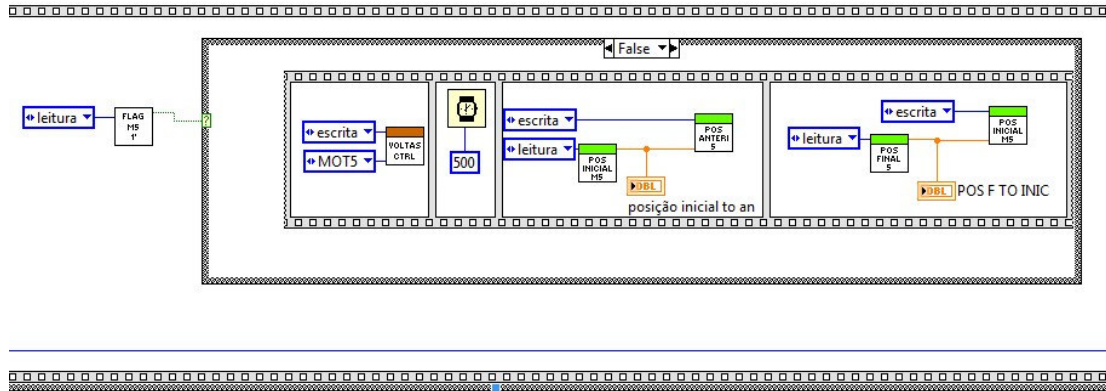 False
leitura
FLAG
M5
1'
escrita
MOT5
VOLTAS
CTRL
500
escrita
leitura
POS
INICIAL
M5
POS
ANTERI
5
DBL
posição inicial to an
leitura
POS
FINAL
5
escrita
POS
INICIAL
M5
DBL
POS F TO INIC
?